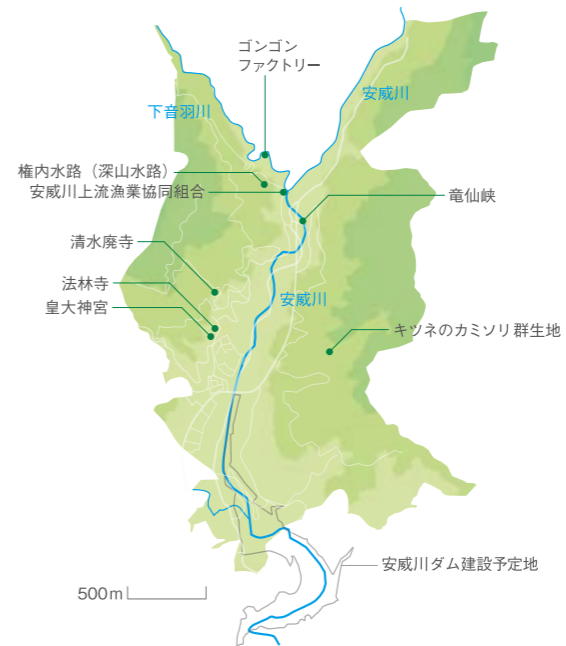 ゴンゴン
ファクトリー
安威川
下音羽川
権内水路（深山水路）
安威川上流漁業協同組合
竜仙峡
清水廃寺
法林寺
安威川
皇大神宮
キツネのカミソリ群生地
安威川ダム建設予定地
500m